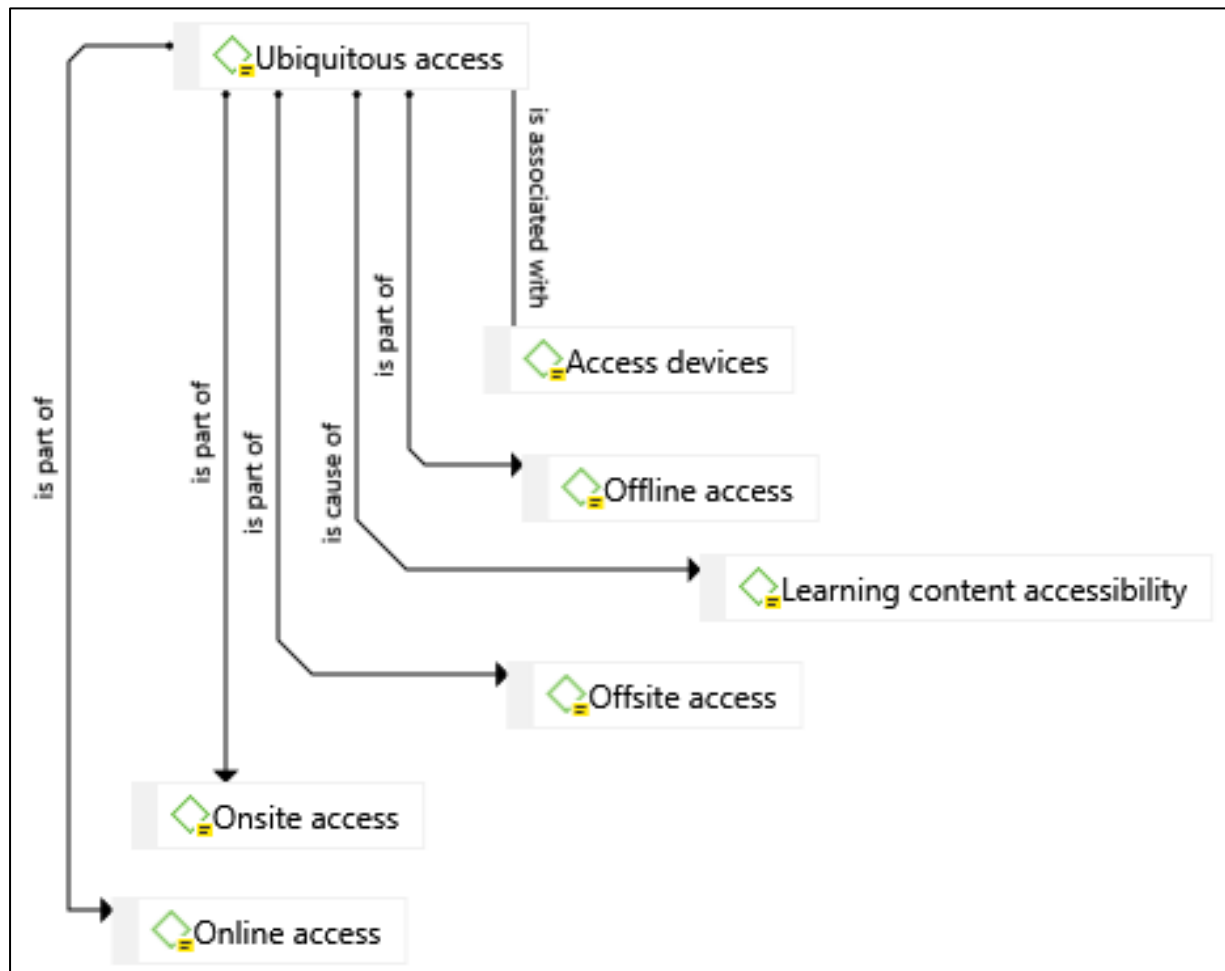 Ubiquitous access
is associated with
is part of
Access devices
is part of
is part of
is part of
is cause of
Offline access
Learning content accessibility
Offsite access
Onsite access
Online access